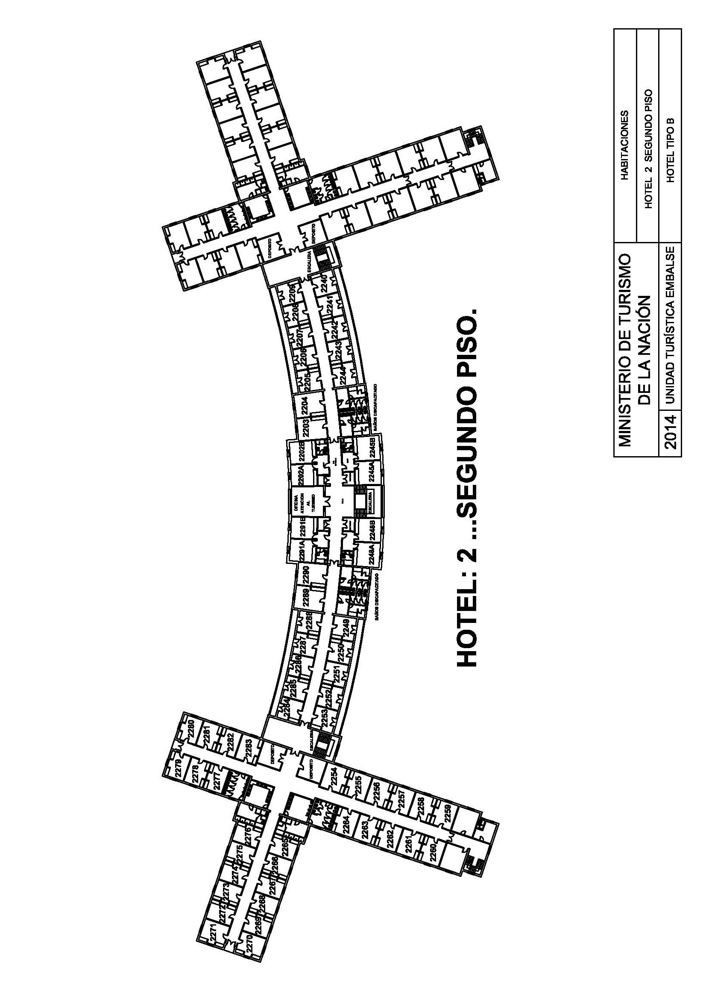 HOTEL: 2 ...SEGUNDO PISO.
MINISTERIO DE TURISMO
DE LA NACIÓN
HABITACIONES
HOTEL 2 SEGUNDO PISO
2014
UNIDAD TURÍSTICA EMBALSE
HOTEL TIPO B
2271
2272
2273
2274
2275
2276
2270
2269
2268
2267
2266
2265
2279
2278
2277
2280
2281
2282
2283
DEPOSITO
DEPOSITO
ESCALERA
2254
2255
2256
2257
2258
2259
2264
2263
2262
2261
2260
2284
2285
2286
2287
2288
2289
2290
2253
2252
2251
2250
2249
BAÑOS DISCAPACITADO
2291A
2291B
OFICINA
ATENCION
AL
TURISMO
2202A
2202B
2248A
2248B
ESCALERA
2245A
2245B
2203
2204
2205
2206
2207
2208
2209
BAÑOS DISCAPACITADO
2244
2243
2242
2241
2240
ESCALERA
DEPOSITO
DEPOSITO